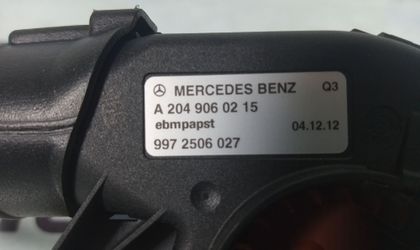 MERCEDES BENZ Q3
A 204 906 02 15
ebmpapst 04.12.12
997 2506 027